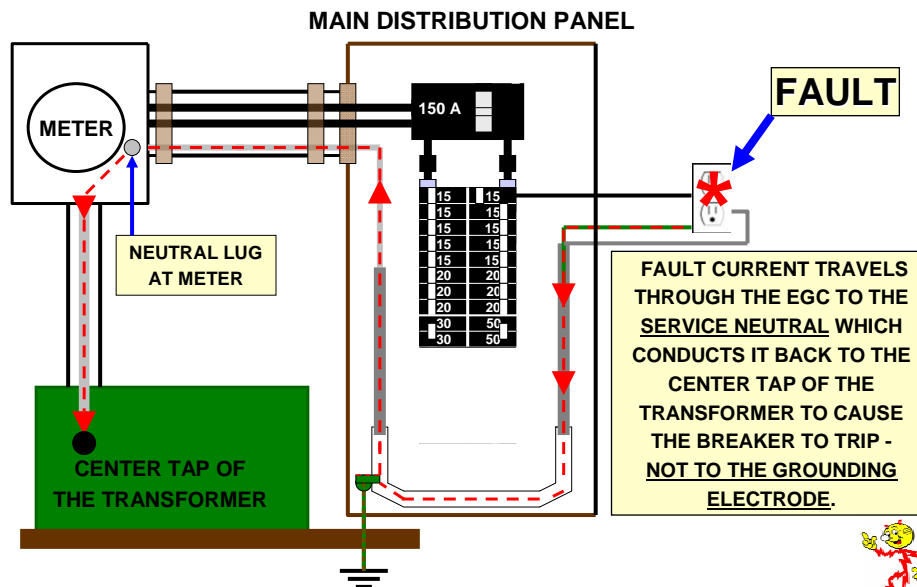 MAIN DISTRIBUTION PANEL
METER
150 A
FAULT
NEUTRAL LUG
AT METER
15 15
15 15
15 15
15 15
15 15
20 20
20 20
20 20
30 50
30 50
FAULT CURRENT TRAVELS
THROUGH THE EGC TO THE
SERVICE NEUTRAL WHICH
CONDUCTS IT BACK TO THE
CENTER TAP OF THE
TRANSFORMER TO CAUSE
THE BREAKER TO TRIP -
NOT TO THE GROUNDING
ELECTRODE.
CENTER TAP OF
THE TRANSFORMER